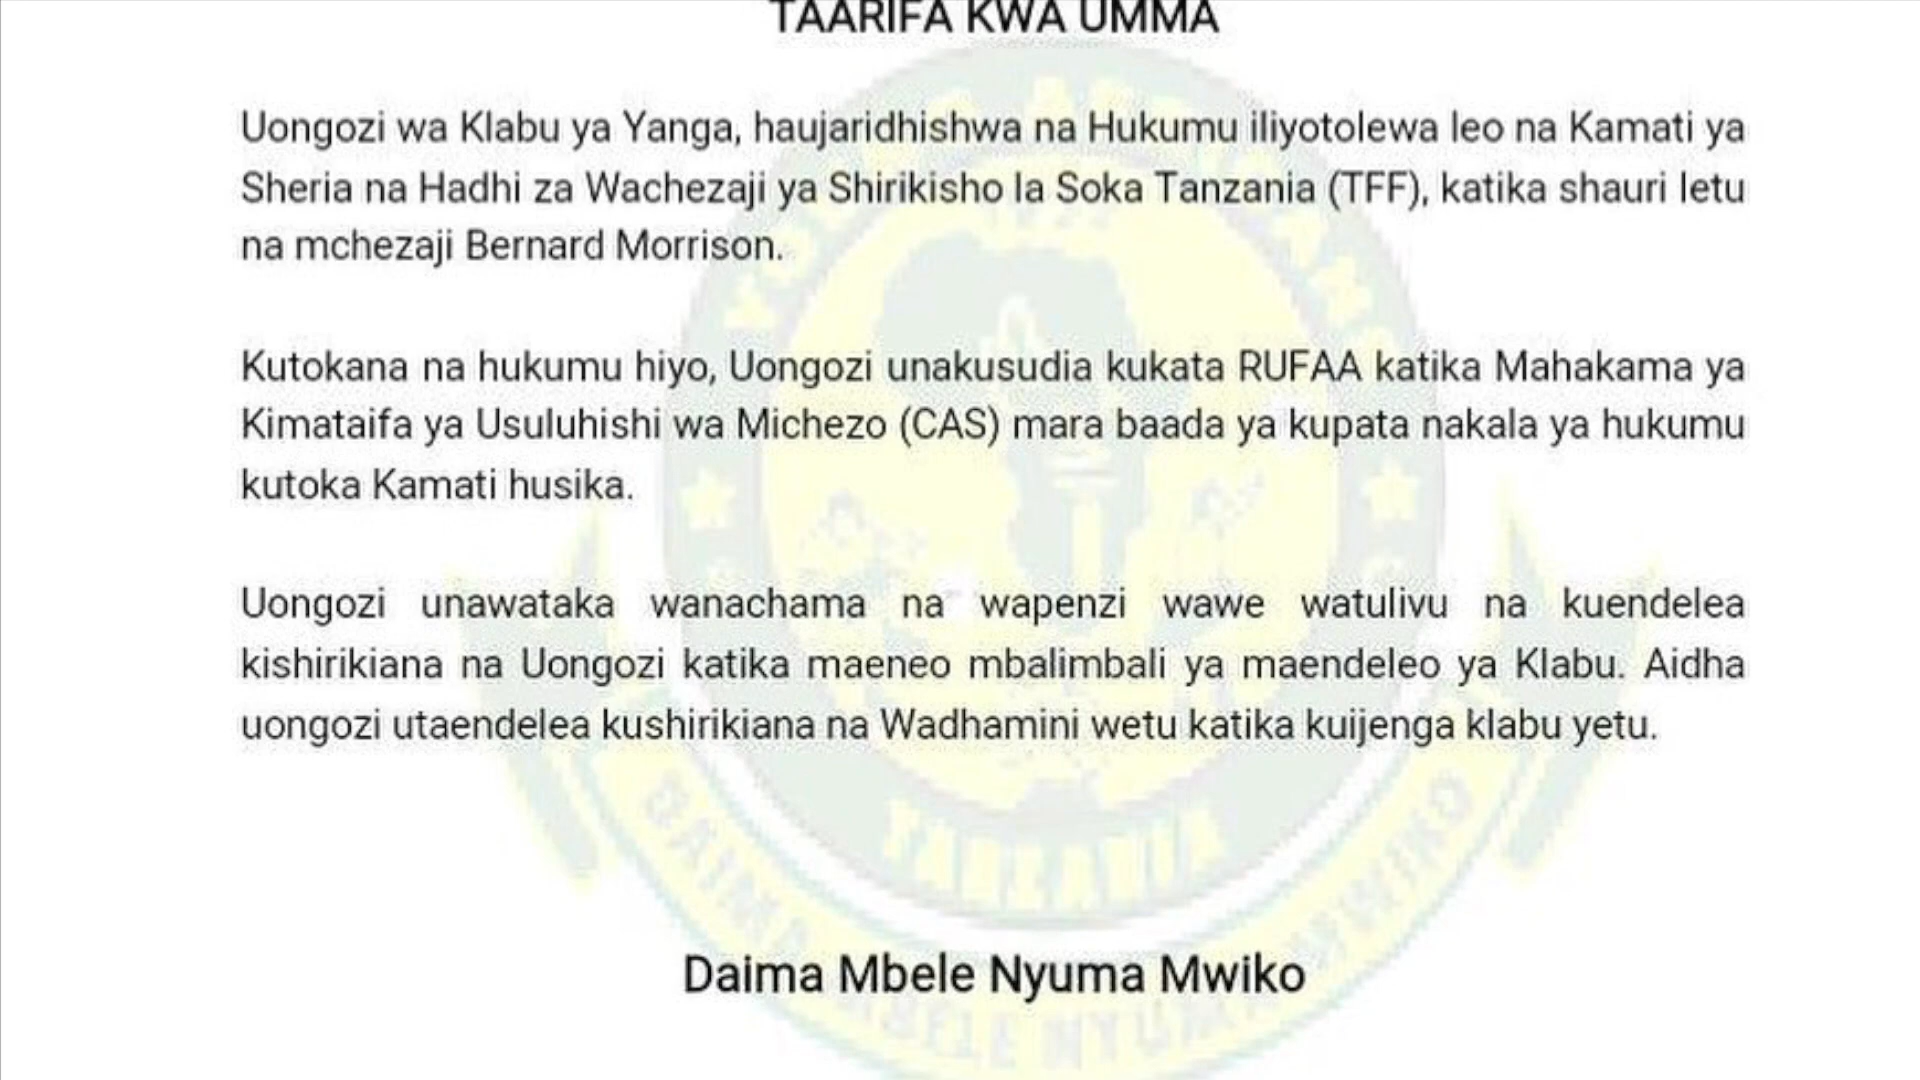 TAARIFA KWA UMMA
Uongozi wa Klabu ya Yanga, haujaridhishwa na Hukumu iliyotolewa leo na Kamati ya
Sheria na Hadhi za Wachezaji ya Shirikisho la Soka Tanzania (TFF), katika shauri letu
na mchezaji Bernard Morrison.
Kutokana na hukumu hiyo, Uongozi unakusudia kukata RUFAA katika Mahakama ya
Kimataifa ya Usuluhishi wa Michezo (CAS) mara baada ya kupata nakala ya hukumu
kutoka Kamati husika.
Uongozi unawataka wanachama na wapenzi wawe watulivu na kuendelea
kishirikiana na Uongozi katika maeneo mbalimbali ya maendeleo ya Klabu. Aidha
uongozi utaendelea kushirikiana na Wadhamini wetu katika kuijenga klabu yetu.
TANZANIA
Daima Mbele Nyuma Mwiko
DAIMA MBELE NYUMA MWIKO